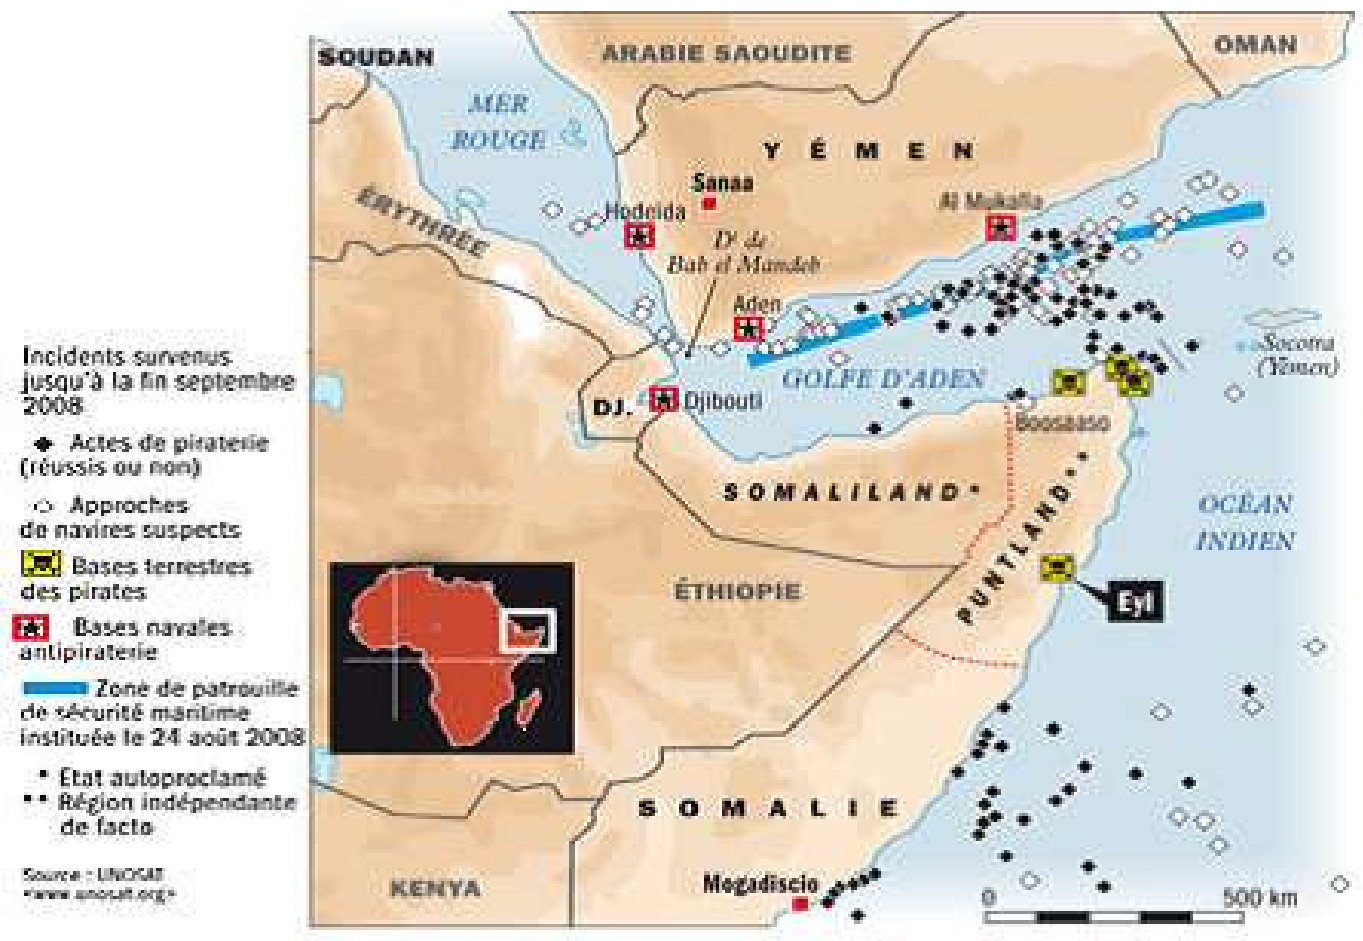 SOUDAN
ARABIE SAOUDITE
OMAN
MER
ROUGE
YÉMEN
Sanaa
Hodeida
Al Mukalla
ÉRYTHRÉE
Dt de
Bab el Mandeb
Aden
Socotra
(Yémen)
GOLFE D'ADEN
DJ.
Djibouti
Boosaaso
SOMALILAND•
PUNTLAND••
OCÉAN
INDIEN
ÉTHIOPIE
Eyl
SOMALIE
Mogadiscio
KENYA
0 500 km
Incidents survenus
jusqu'à la fin septembre
2008
Actes de piraterie
(réussis ou non)
Approches
de navires suspects
Bases terrestres
des pirates
Bases navales
antipiraterie
Zone de patrouille
de sécurité maritime
instituée le 24 août 2008
• Etat autoproclamé
•• Région indépendante
de facto
Source : UNOSAT
<www.unosat.org>